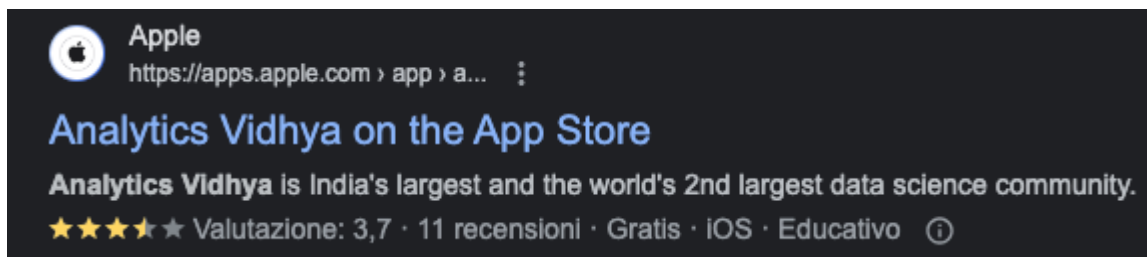 Apple
https://apps.apple.com › app › a...
Analytics Vidhya on the App Store
Analytics Vidhya is India's largest and the world's 2nd largest data science community.
Valutazione: 3,7 · 11 recensioni · Gratis · iOS · Educativo